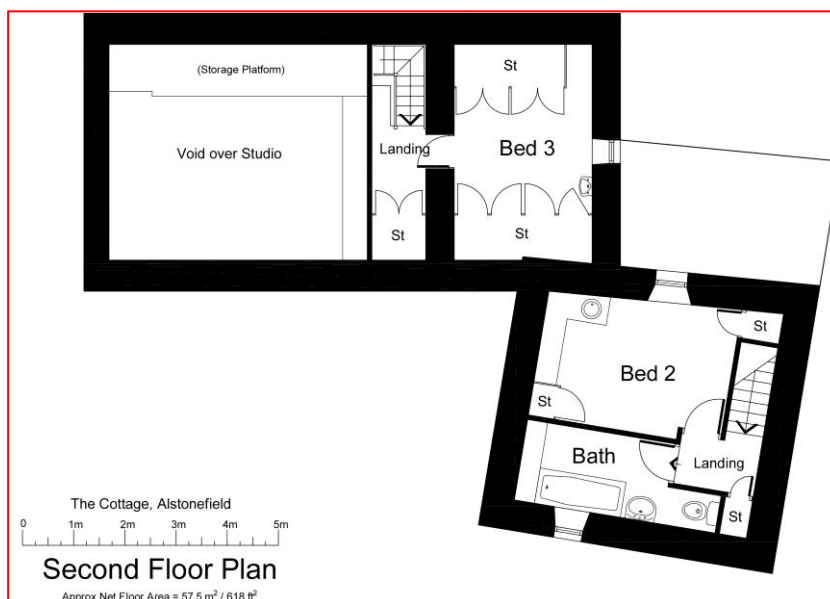 (Storage Platform)
St
Void over Studio
Landing
Bed 3
St
St
St
Bed 2
St
Bath
Landing
St
The Cottage, Alstonefield
0 1m 2m 3m 4m 5m
Second Floor Plan
Approx Net Floor Area = 57.5 m² / 618 ft²